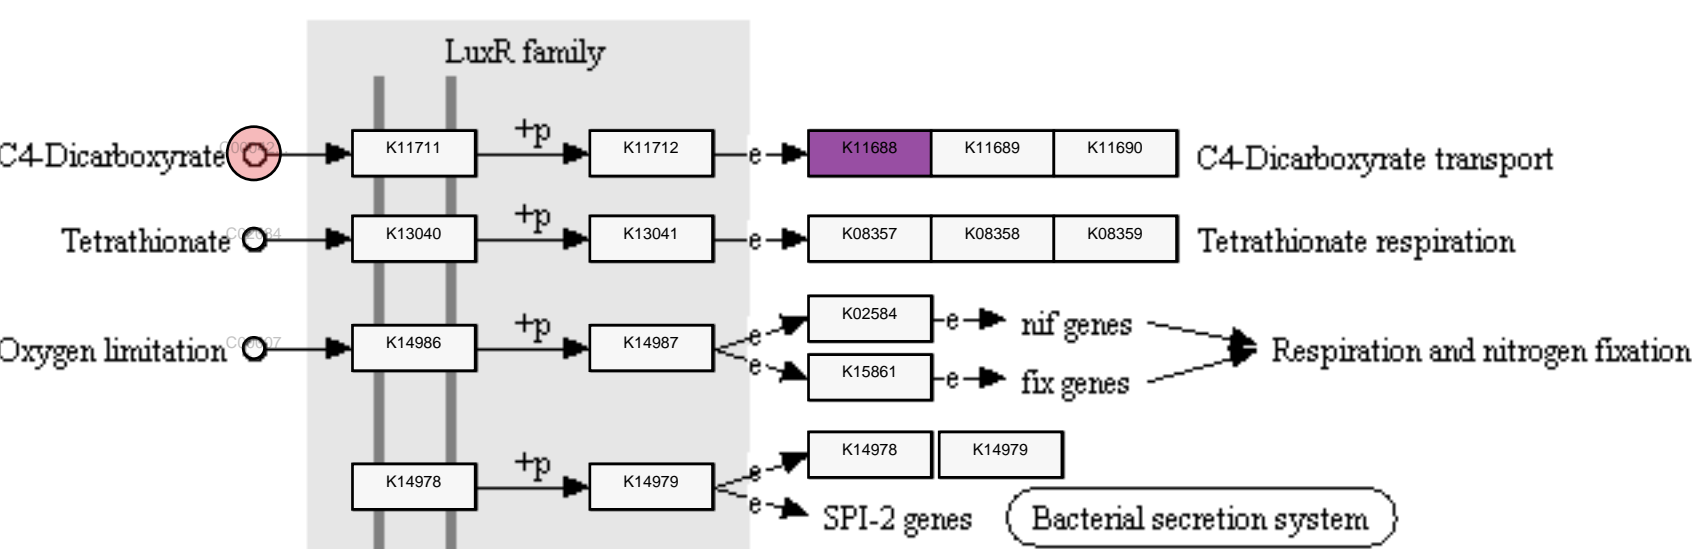 LuxR family
C4-Dicarboxyrate K11711 +p K11712 e K11688 K11689 K11690 C4-Dicarboxyrate transport
Tetrathionate K13040 +p K13041 e K08357 K08358 K08359 Tetrathionate respiration
K02584 e nif genes
Oxygen limitation K14986 +p K14987 e e Respiration and nitrogen fixation
K15861 e fix genes
K14978 K14979
K14978 +p K14979 e e
SPI-2 genes Bacterial secretion system